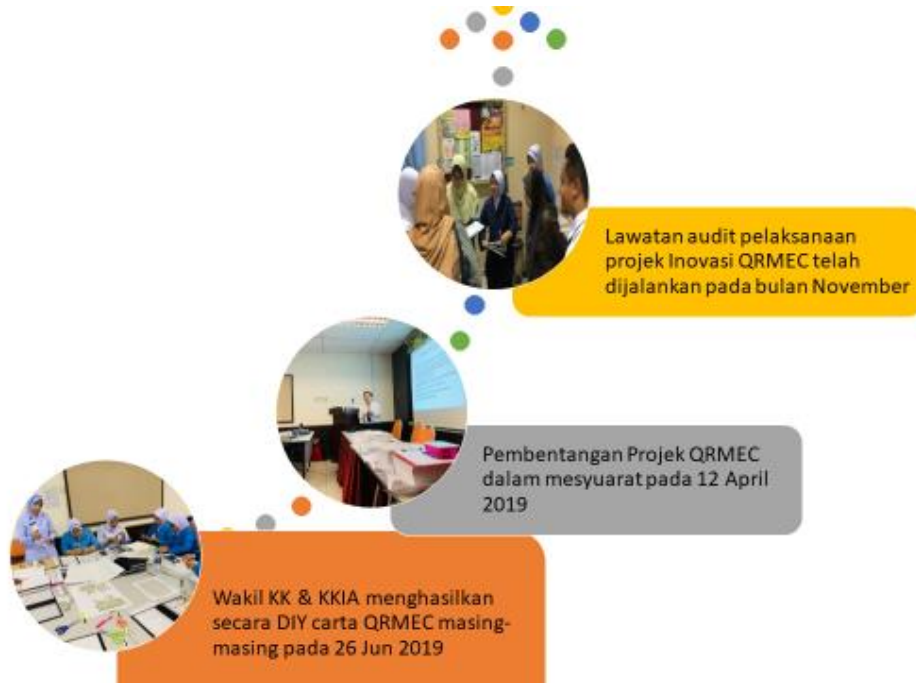 Lawatan audit pelaksanaan
projek Inovasi QRMEC telah
dijalankan pada bulan November
Pembentangan Projek QRMEC
dalam mesyuarat pada 12 April
2019
Wakil KK & KKIA menghasilkan
secara DIY carta QRMEC masing-
masing pada 26 Jun 2019